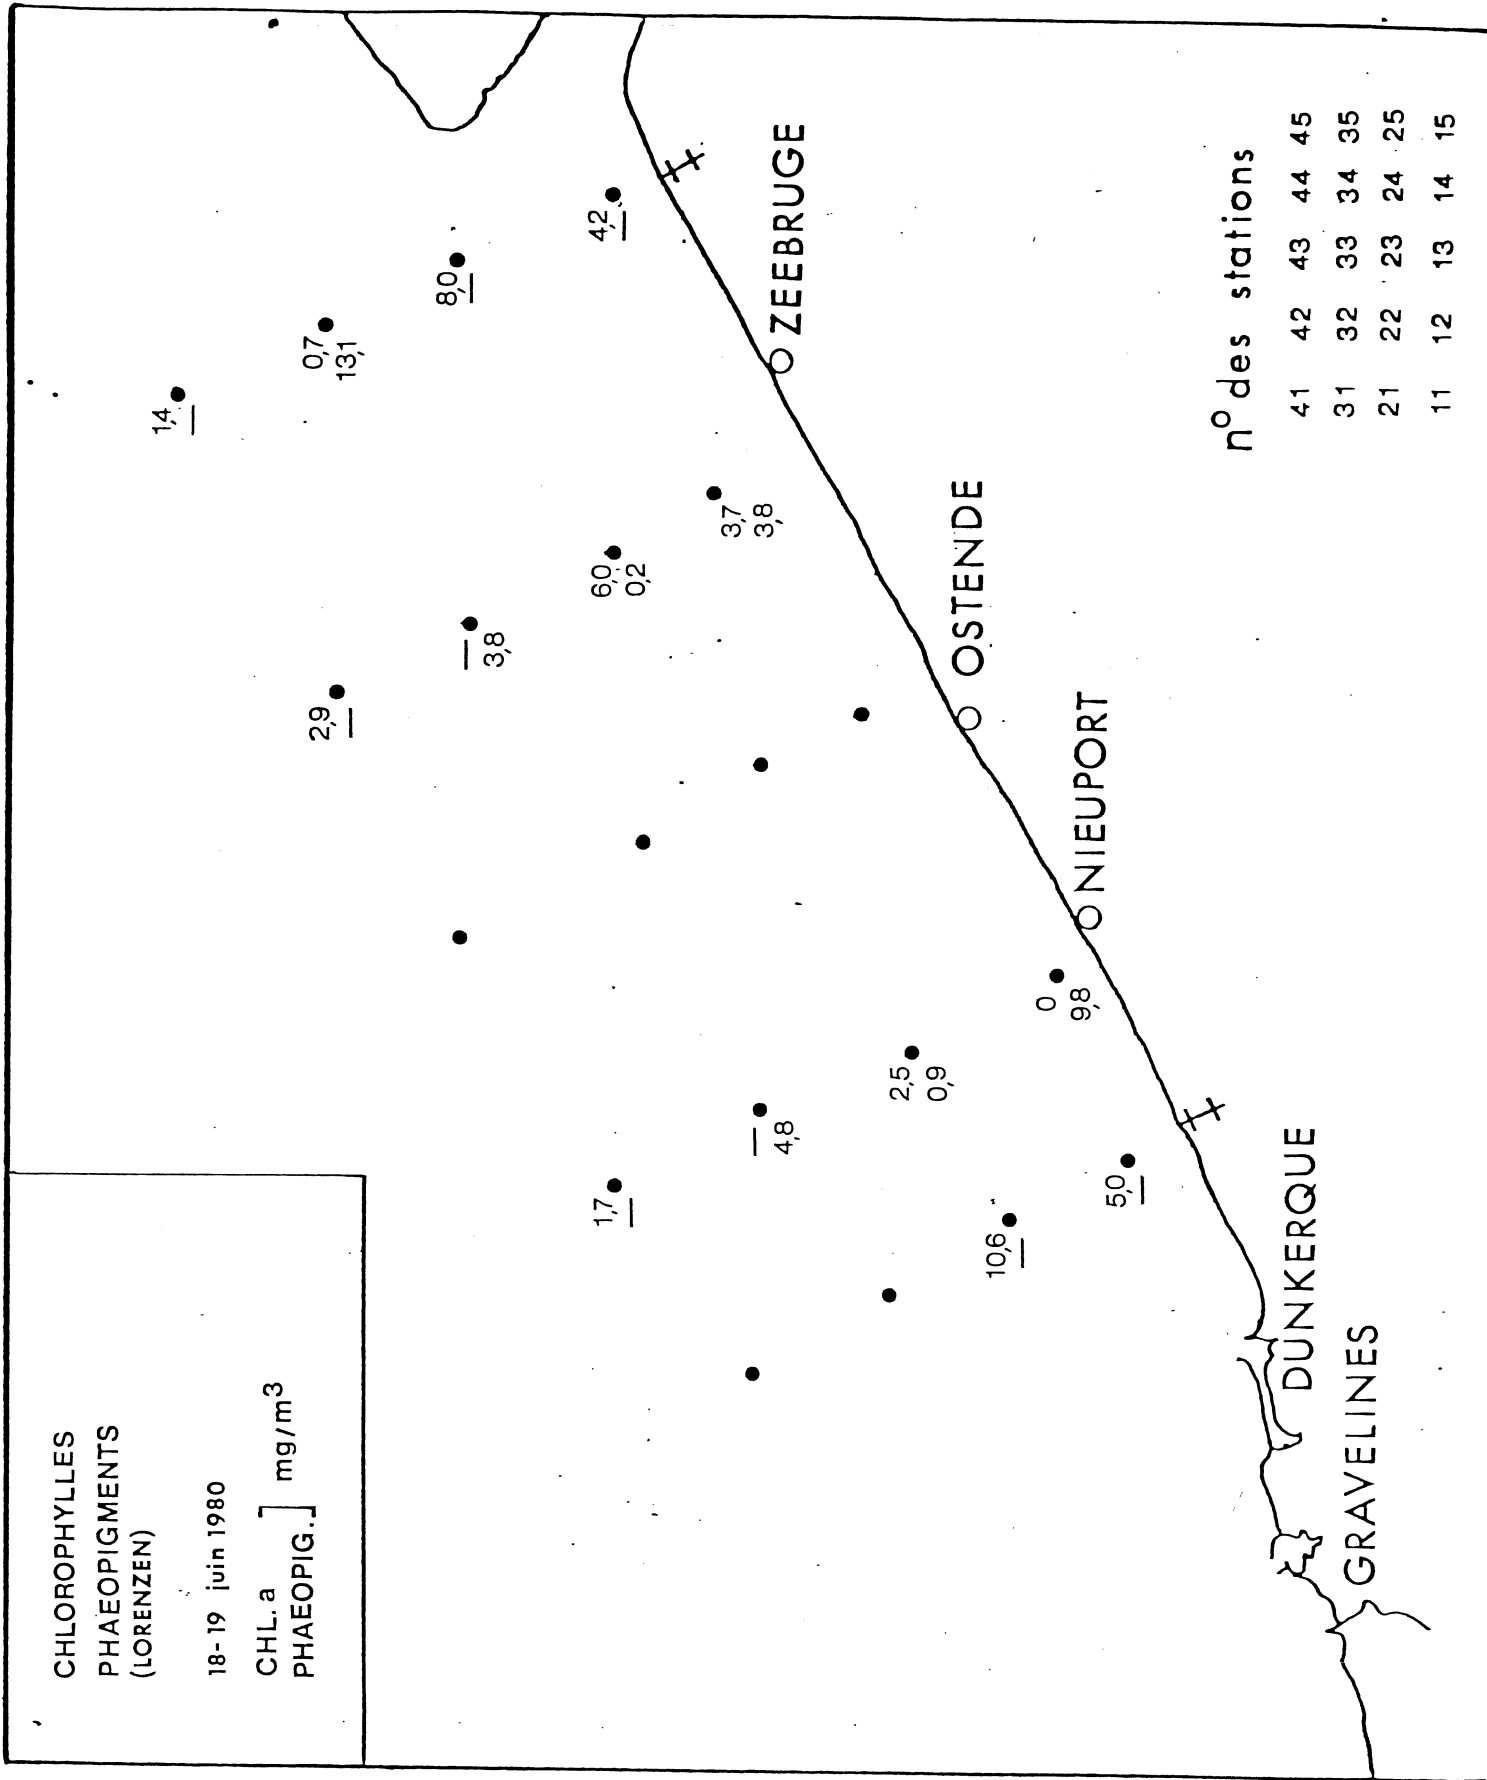 CHLOROPHYLLES
PHAEOPIGMENTS
(LORENZEN)
18-19 juin 1980
CHL. a
PHAEOPIG.] mg/m³
1,4
—
0,7
13,1
8,0
—
4,2
—
2,9
—
—
3,8
6,0
0,2
3,7
3,8
1,7
—
—
4,8
2,5
0,9
0
9,8
10,6
—
5,0
—
ZEEBRUGE
OSTENDE
NIEUPORT
DUNKERQUE
GRAVELINES
n° des stations
41 42 43 44 45
31 32 33 34 35
21 22 23 24 25
11 12 13 14 15